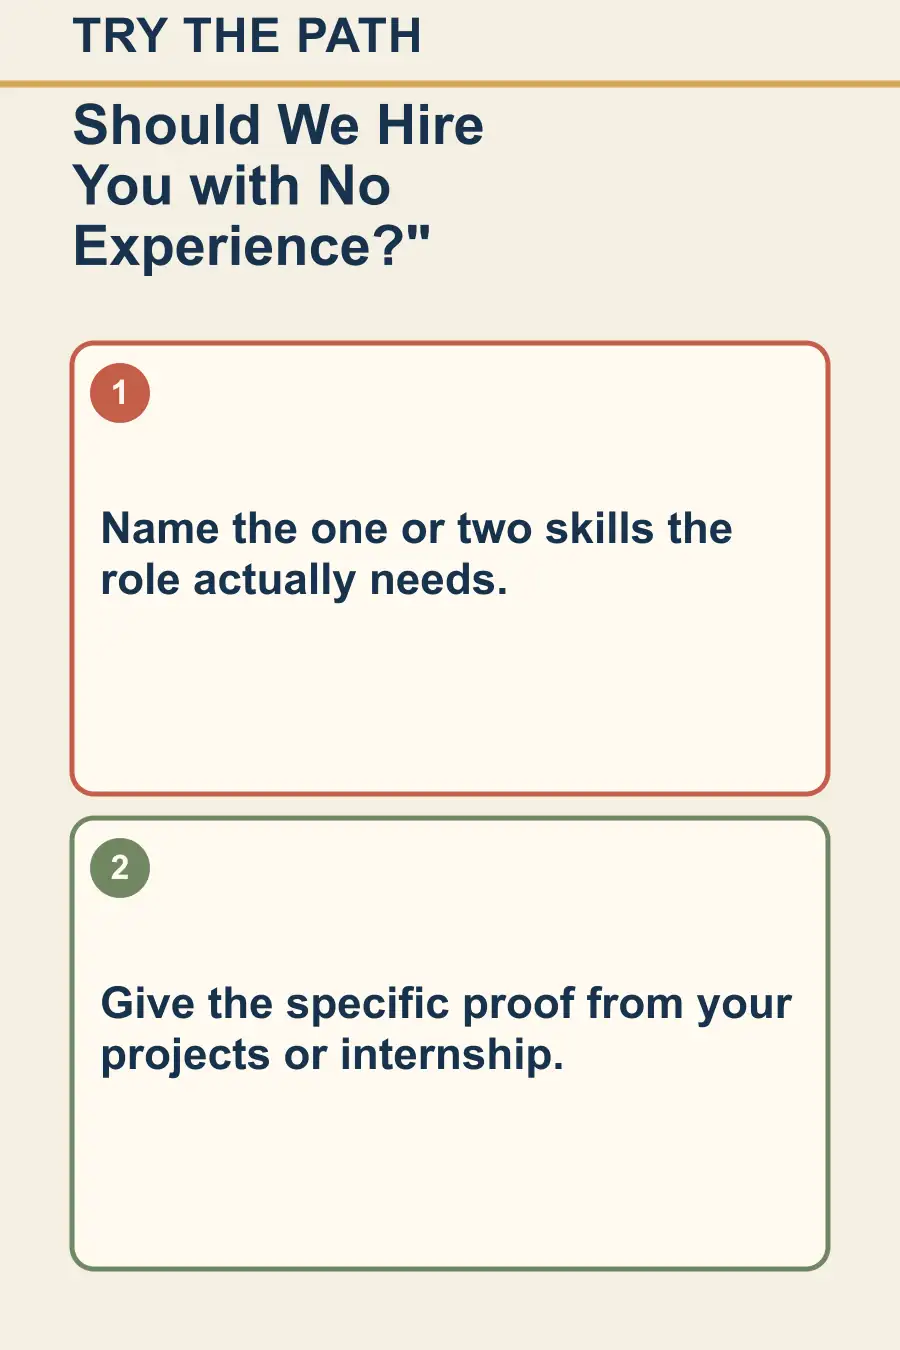 TRY THE PATH
Should We Hire
You with No
Experience?"
1
Name the one or two skills the
role actually needs.
2
Give the specific proof from your
projects or internship.